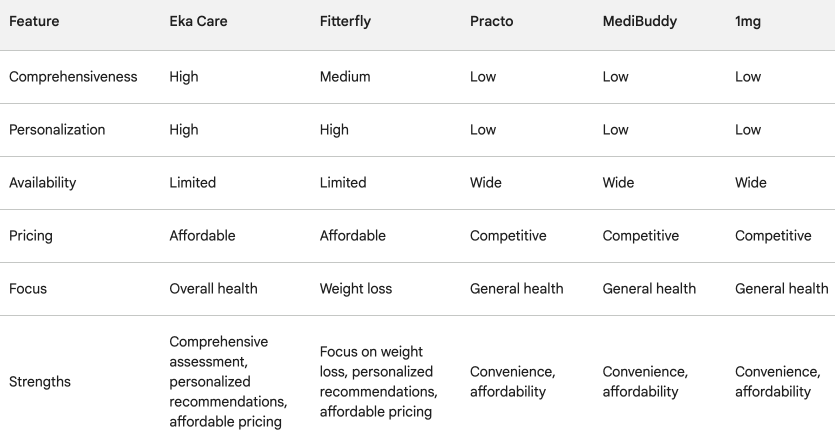 Feature Eka Care Fitterfly Practo MediBuddy 1mg
Comprehensiveness High Medium Low Low Low
Personalization High High Low Low Low
Availability Limited Limited Wide Wide Wide
Pricing Affordable Affordable Competitive Competitive Competitive
Focus Overall health Weight loss General health General health General health
Strengths
Comprehensive
assessment,
personalized
recommendations,
affordable pricing
Focus on weight
loss, personalized
recommendations,
affordable pricing
Convenience,
affordability
Convenience,
affordability
Convenience,
affordability